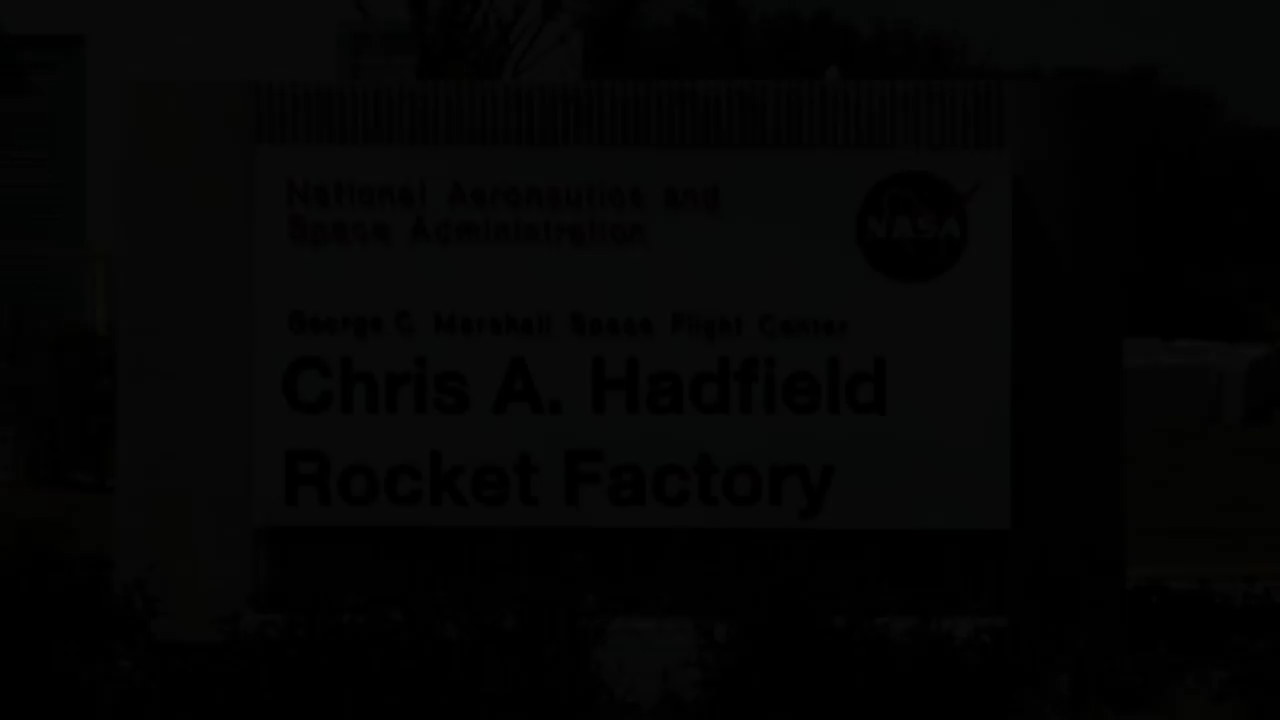 National Aeronautics and
Space Administration
NASA
George C. Marshall Space Flight Center
Chris A. Hadfield
Rocket Factory